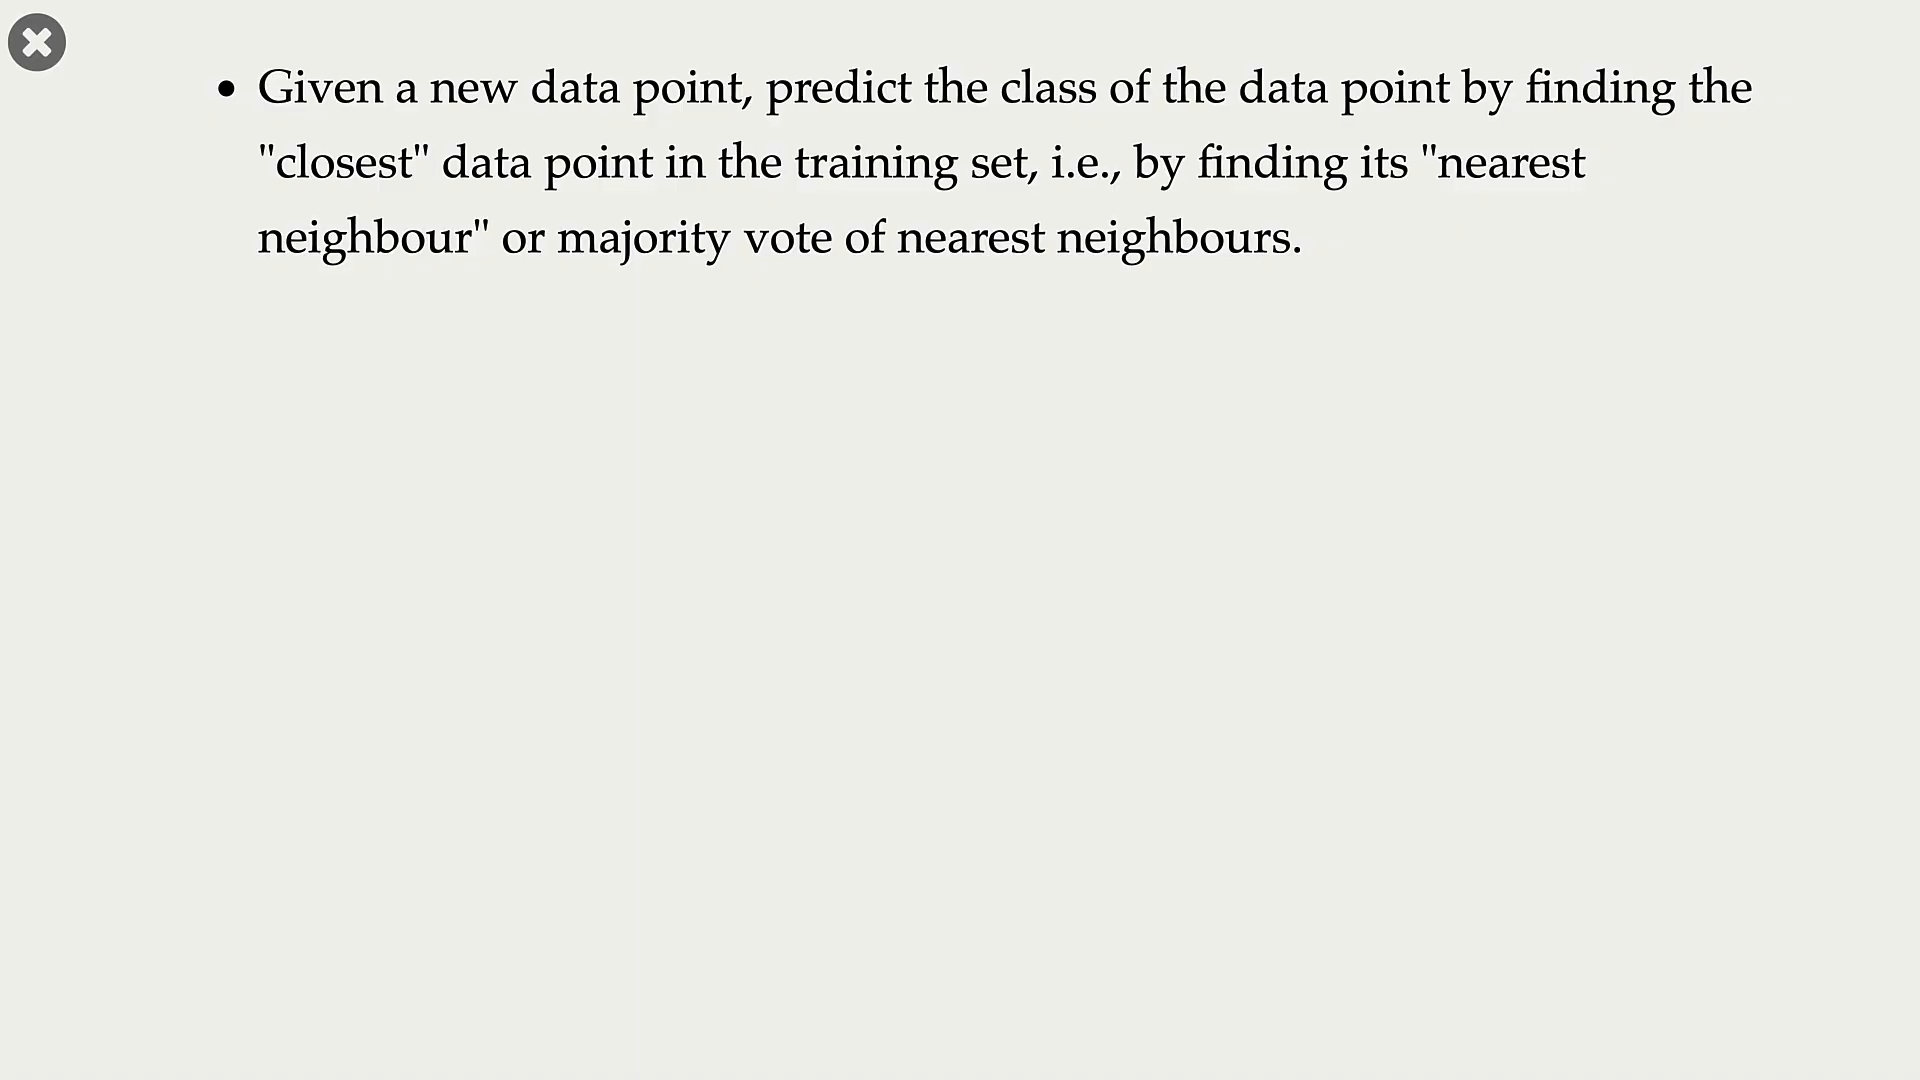 • Given a new data point, predict the class of the data point by finding the
"closest" data point in the training set, i.e., by finding its "nearest
neighbour" or majority vote of nearest neighbours.